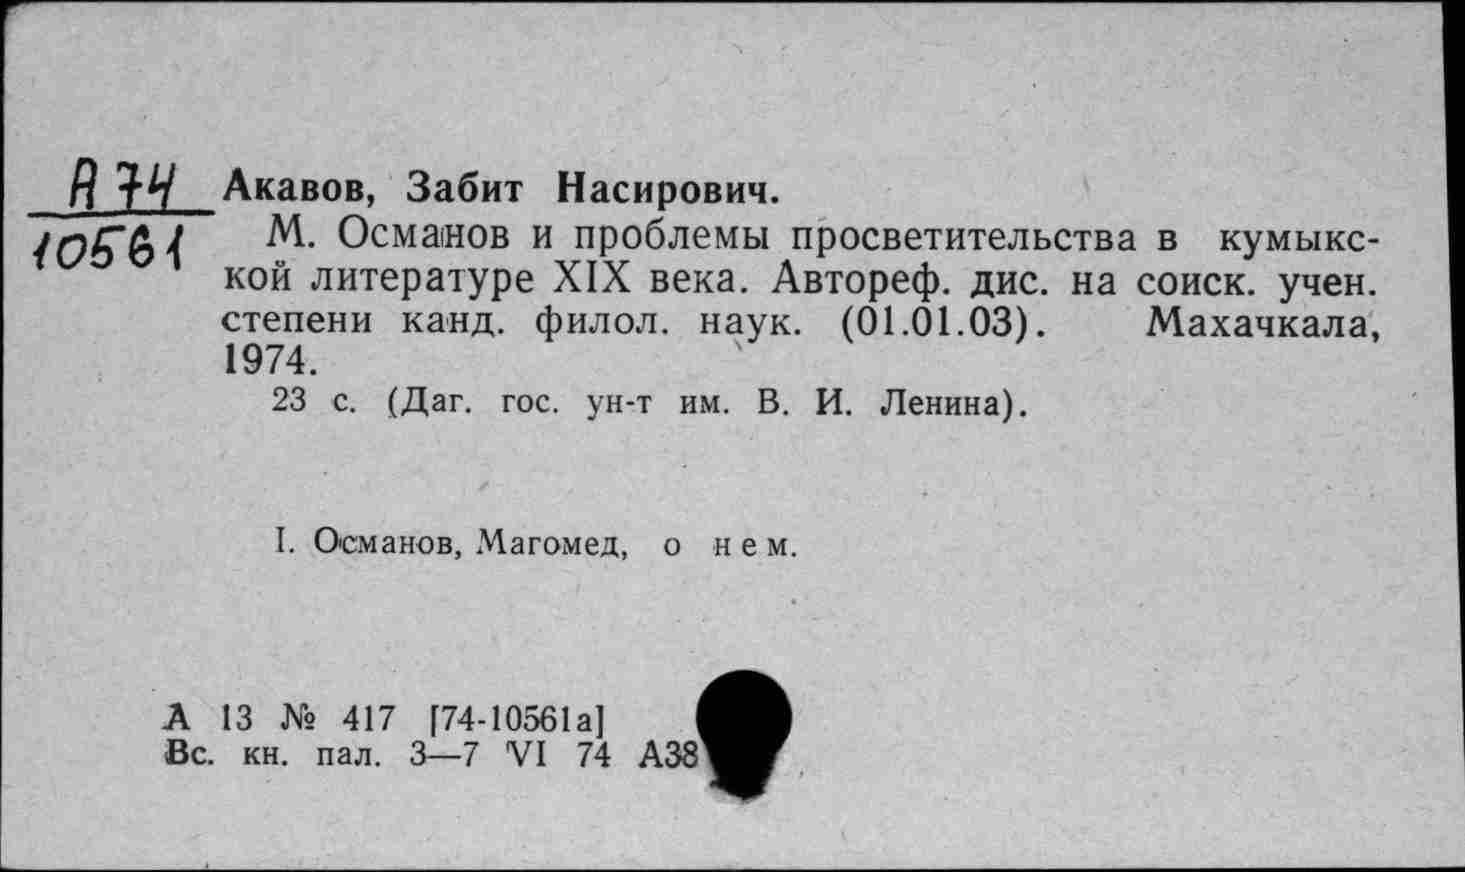 А 74
10561
Акавов, Забит Насирович.
М. Османов и проблемы просветительства в кумыкс-
кой литературе XIX века. Автореф. дис. на соиск. учен.
степени канд. филол. наук. (01.01.03). Махачкала,
1974.
23 с. (Даг. гос. ун-т им. В. И. Ленина).
I. Османов, Магомед, о нем.
А 13 № 417 [74-10561а]
Вс. кн. пал. 3—7 VI 74 А38